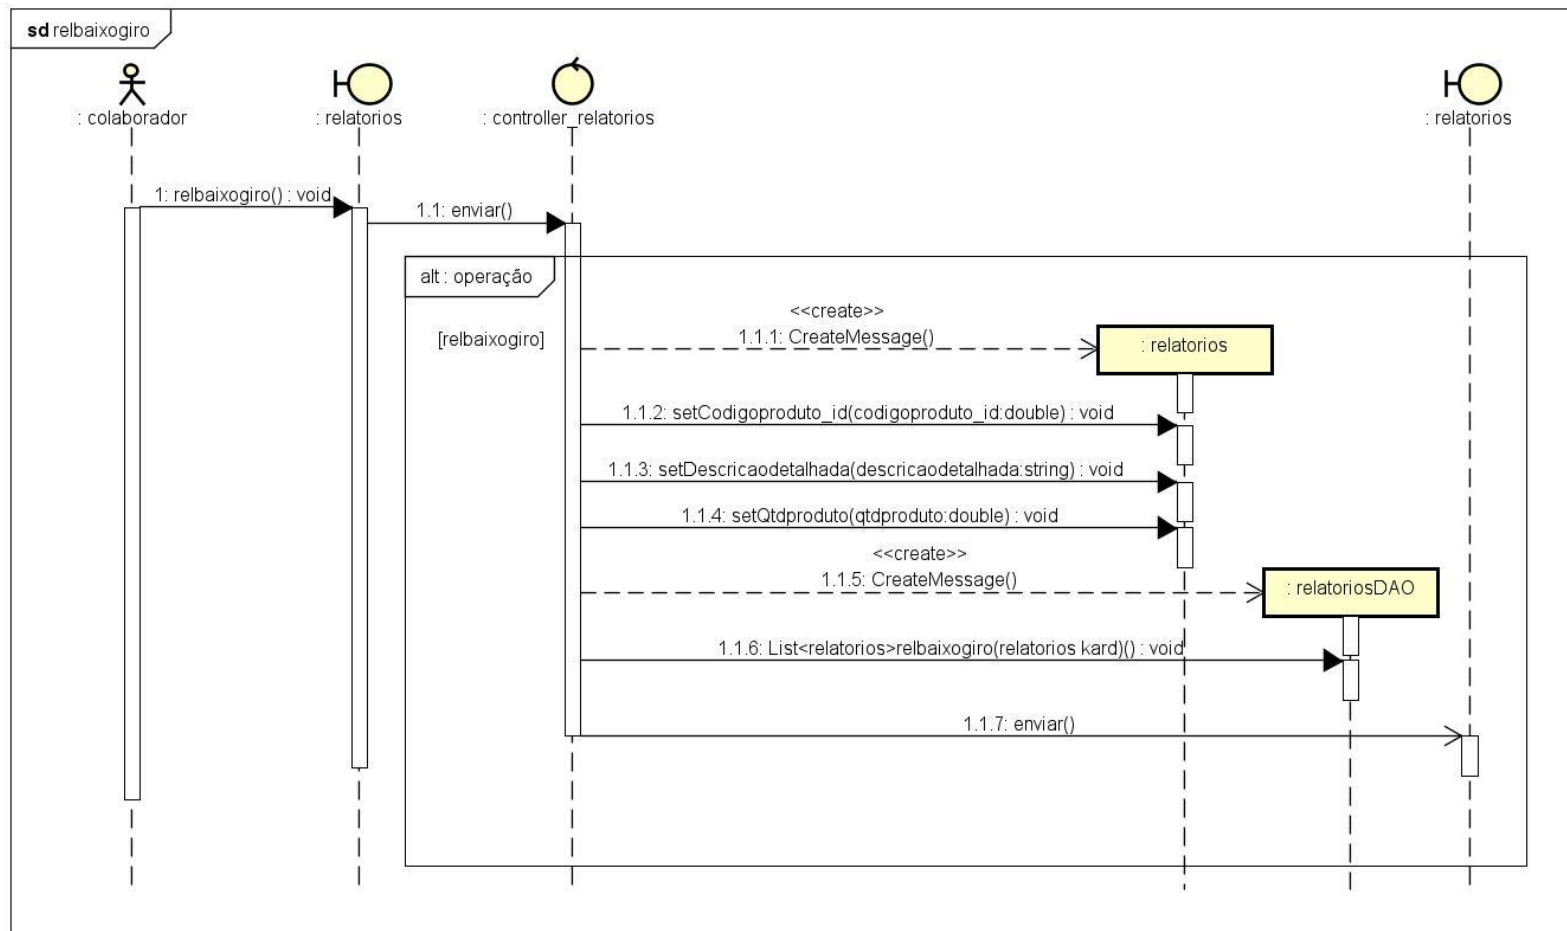 sd relbaixogiro
: colaborador
: relatorios
: controller_relatorios
: relatorios
1: relbaixogiro() : void
1.1: enviar()
alt : operação
[relbaixogiro]
<<create>>
1.1.1: CreateMessage()
: relatorios
1.1.2: setCodigoproduto_id(codigoproduto_id:double) : void
1.1.3: setDescricaodetalhada(descricaodetalhada:string) : void
1.1.4: setQtdproduto(qtdproduto:double) : void
<<create>>
1.1.5: CreateMessage()
: relatoriosDAO
1.1.6: List<relatorios>relbaixogiro(relatorios kard)() : void
1.1.7: enviar()